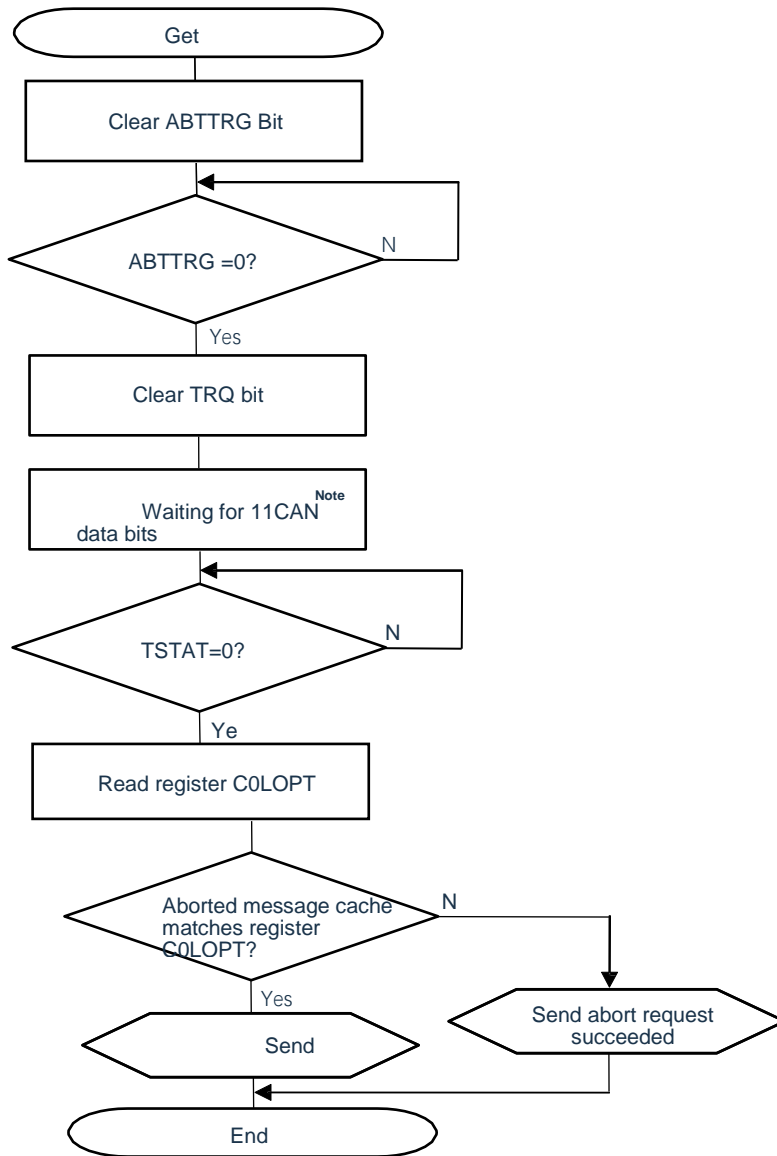 Get
Clear ABTTRG Bit
ABTTRG =0?
N
Yes
Clear TRQ bit
Waiting for 11CAN Note
data bits
TSTAT=0?
N
Ye
Read register C0LOPT
Aborted message cache
matches register
C0LOPT?
N
Yes
Send abort request
succeeded
Send
End